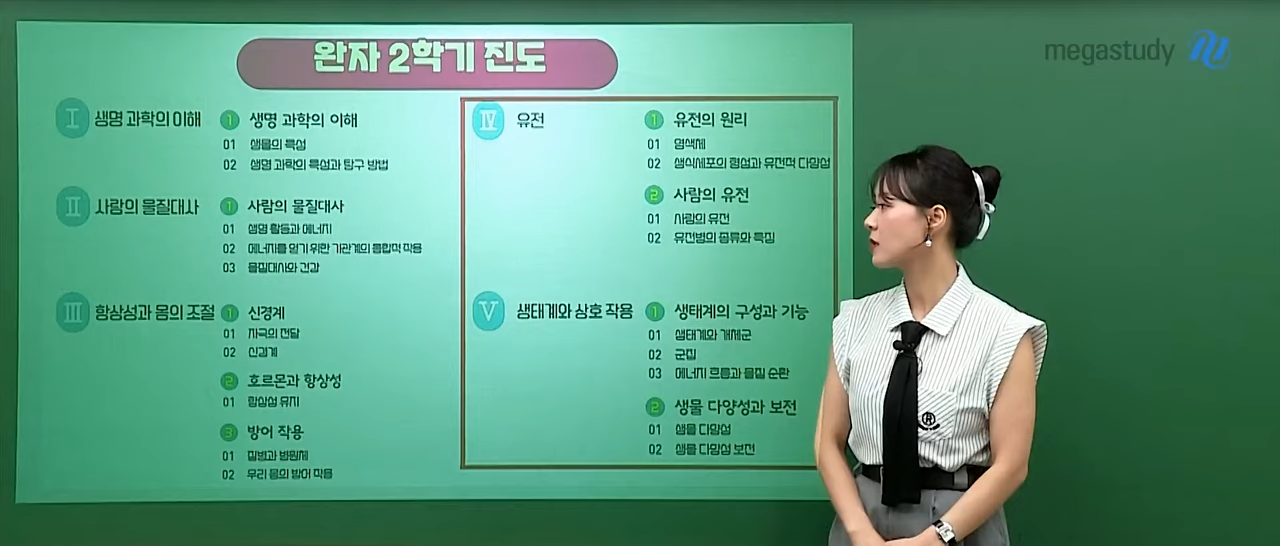 완자 2학기 진도
megastudy
I 생명 과학의 이해
1 생명 과학의 이해
01 생물의 특성
02 생명 과학의 특성과 탐구 방법
II 사람의 물질대사
1 사람의 물질대사
01 생명 활동과 에너지
02 에너지를 얻기 위한 기관계의 통합적 작용
03 물질대사와 건강
III 항상성과 몸의 조절
1 신경계
01 자극의 전달
02 신경계
2 호르몬과 항상성
01 항상성 유지
3 방어 작용
01 질병과 병원체
02 우리 몸의 방어 작용
IV 유전
1 유전의 원리
01 염색체
02 생식세포의 형성과 유전적 다양성
2 사람의 유전
01 사람의 유전
02 유전병의 종류와 특징
V 생태계와 상호 작용
1 생태계의 구성과 기능
01 생태계와 개체군
02 군집
03 에너지 흐름과 물질 순환
2 생물 다양성과 보전
01 생물 다양성
02 생물 다양성 보전
R